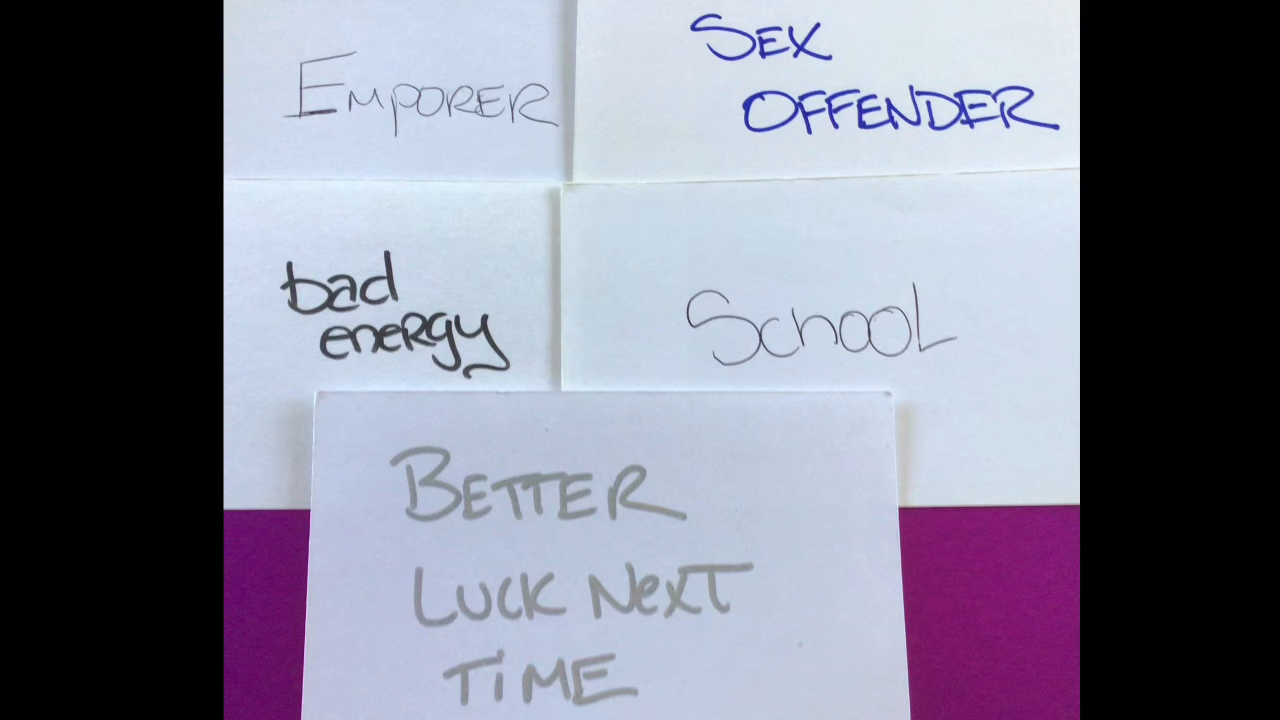 EMPORER
SEX
OFFENDER
bad
eneRgy
SchooL
BETTER
LUCK NeXT
TiME